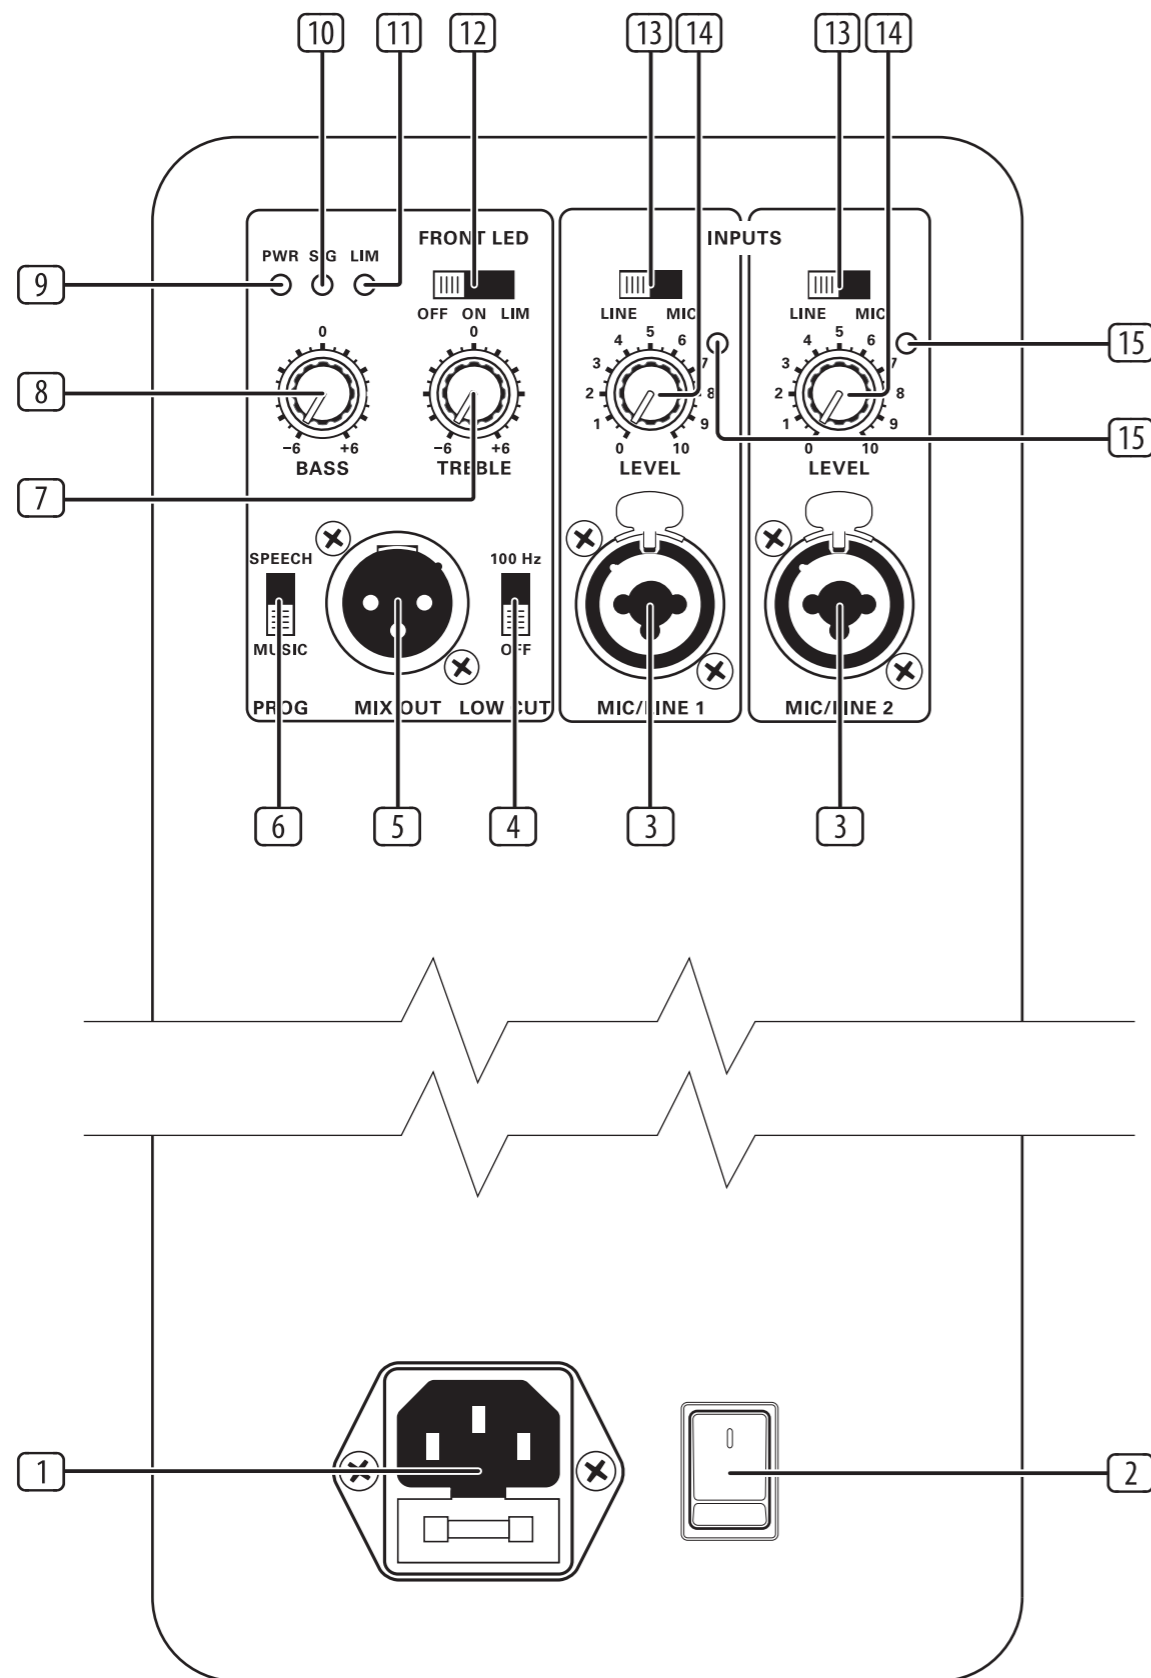 10 11 12 13 14 13 14
FRONT LED
INPUTS
PWR SIG LIM
9
OFF ON LIM
LINE MIC
LINE MIC
15
0
0
0 1 2 3 4 5 6 7 8 9 10
0 1 2 3 4 5 6 7 8 9 10
8
15
−6 +6
−6 +6
BASS
TREBLE
LEVEL
LEVEL
7
SPEECH
100 Hz
MUSIC
OFF
PROG
MIX OUT
LOW CUT
MIC/LINE 1
MIC/LINE 2
6 5 4 3 3
1
2